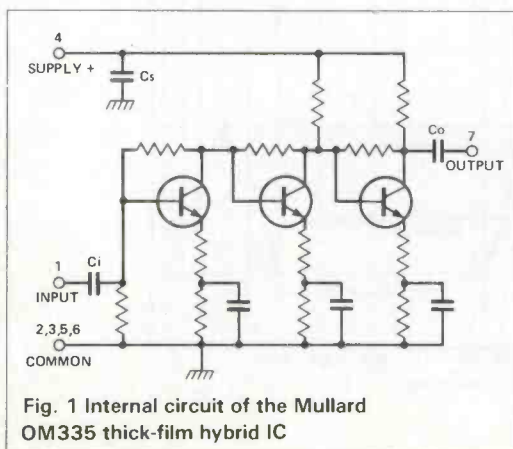 4
SUPPLY +
Cs
Co
7
OUTPUT
1
Ci
INPUT
2,3,5,6
COMMON
Fig. 1 Internal circuit of the Mullard
OM335 thick-film hybrid IC